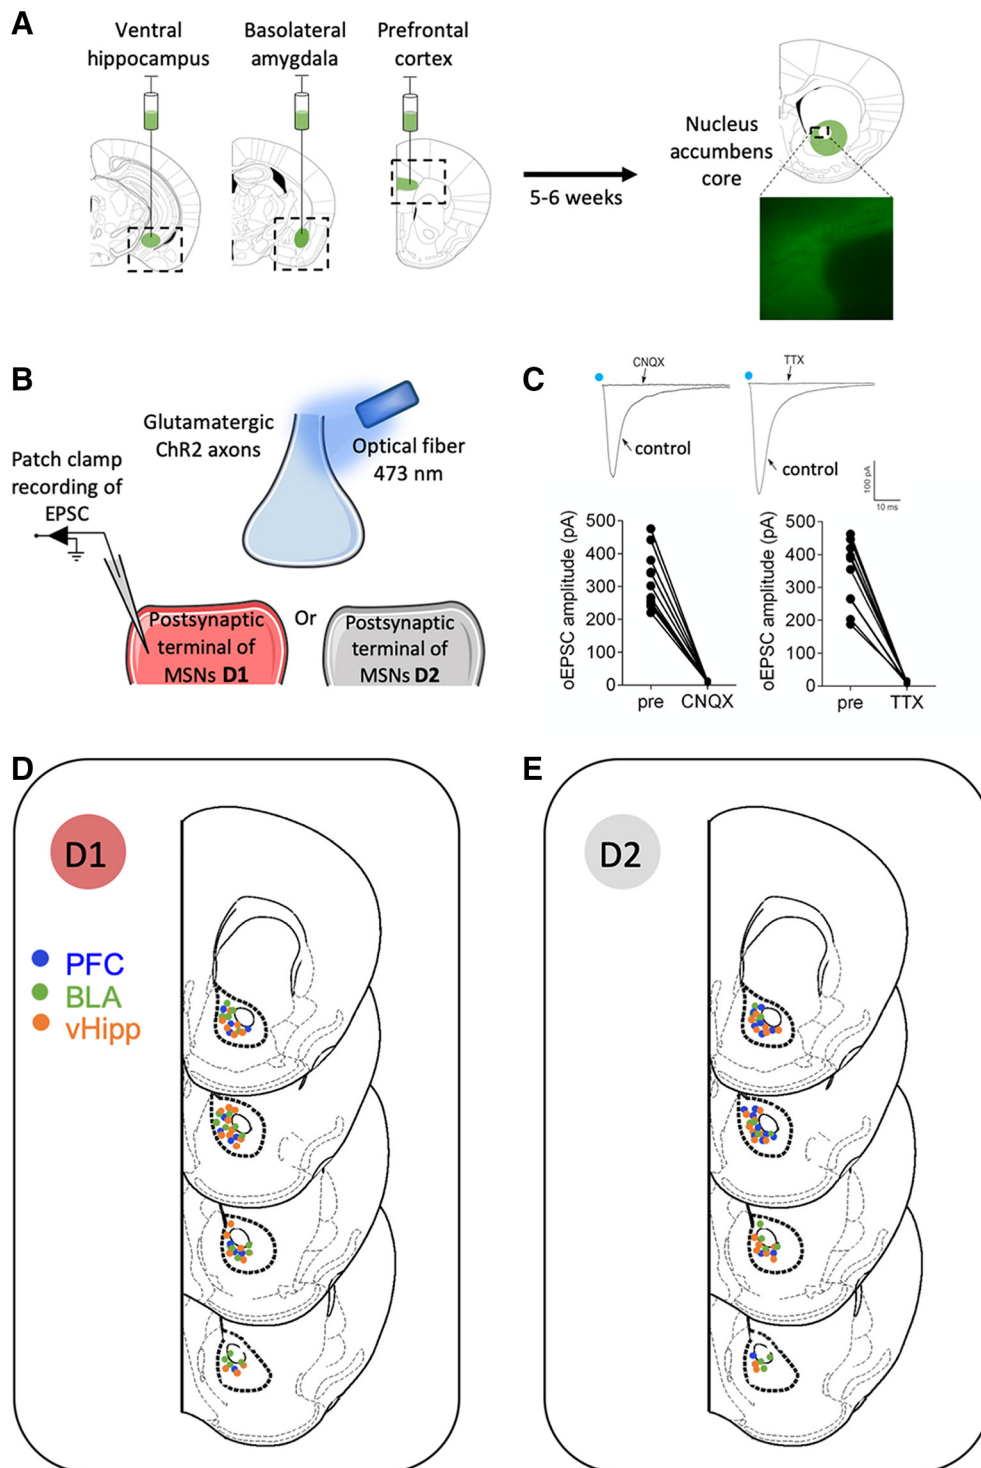 A
Ventral
hippocampus
Basolateral
amygdala
Prefrontal
cortex
5-6 weeks
Nucleus
accumbens
core
B
Glutamatergic
ChR2 axons
Optical fiber
473 nm
Patch clamp
recording of
EPSC
Postsynaptic
terminal of
MSNs D1
Or
Postsynaptic
terminal of
MSNs D2
C
CNQX
control
TTX
control
100 pA
10 ms
oEPSC amplitude (pA)
500
400
300
200
100
0
pre CNQX
oEPSC amplitude (pA)
500
400
300
200
100
0
pre TTX
D
D1
PFC
BLA
vHipp
E
D2